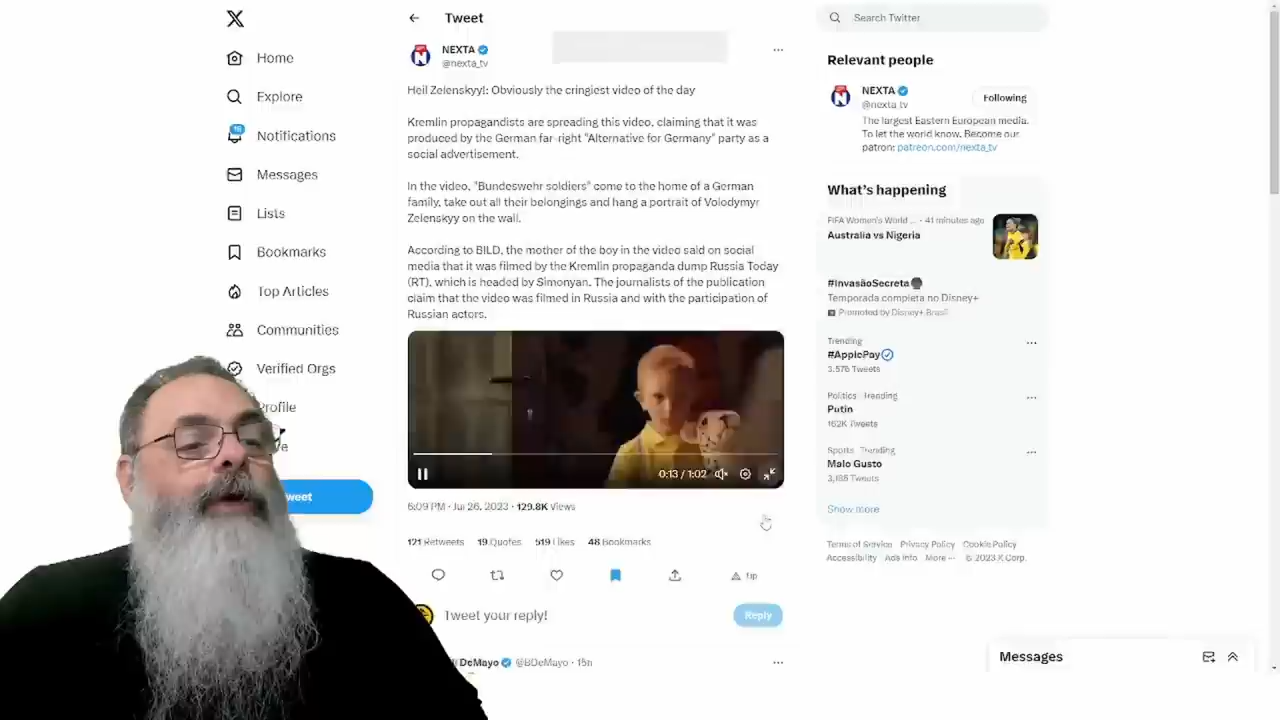 Home
Explore
16
Notifications
Messages
Lists
Bookmarks
Top Articles
Communities
Verified Orgs
Profile
Tweet
NEXTA
@nexta_tv
Heil Zelenskyy!: Obviously the cringiest video of the day
Kremlin propagandists are spreading this video, claiming that it was
produced by the German far-right "Alternative for Germany" party as a
social advertisement.
In the video, "Bundeswehr soldiers" come to the home of a German
family, take out all their belongings and hang a portrait of Volodymyr
Zelenskyy on the wall.
According to BILD, the mother of the boy in the video said on social
media that it was filmed by the Kremlin propaganda dump Russia Today
(RT), which is headed by Simonyan. The journalists of the publication
claim that the video was filmed in Russia and with the participation of
Russian actors.
0:13 / 1:02
6:09 PM · Jul 26, 2023 · 129.8K Views
121 Retweets 19 Quotes 519 Likes 48 Bookmarks
Tip
Tweet your reply!
Reply
DeMayo @BDeMayo · 15h
Search Twitter
Relevant people
NEXTA
@nexta_tv
Following
The largest Eastern European media.
To let the world know. Become our
patron: patreon.com/nexta_tv
What's happening
FIFA Women's World ... · 41 minutes ago
Australia vs Nigeria
#InvasãoSecreta
Temporada completa no Disney+
Promoted by Disney+ Brasil
Trending
#ApplePay
3,576 Tweets
Politics · Trending
Putin
162K Tweets
Sports · Trending
Malo Gusto
3,185 Tweets
Show more
Terms of Service Privacy Policy Cookie Policy
Accessibility Ads info More ... © 2023 X Corp.
Messages